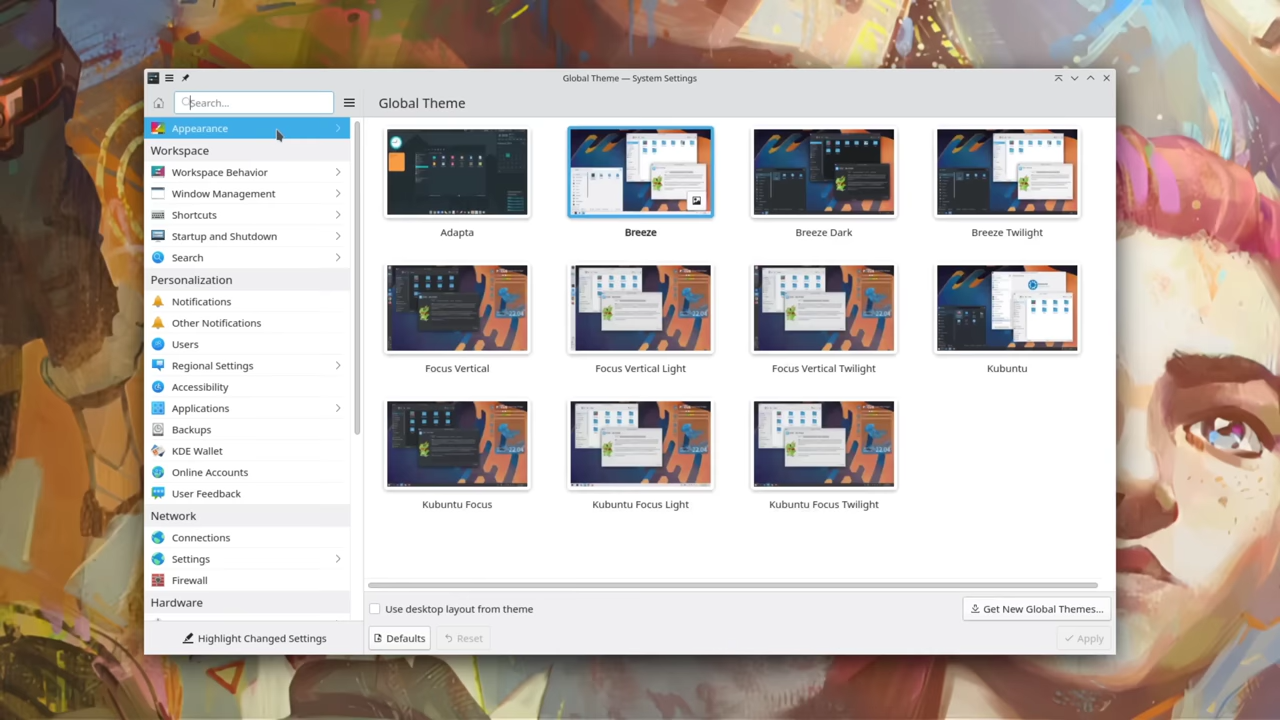 Global Theme — System Settings
Search...
Global Theme
Appearance
Workspace
Workspace Behavior
Window Management
Shortcuts
Startup and Shutdown
Search
Personalization
Notifications
Other Notifications
Users
Regional Settings
Accessibility
Applications
Backups
KDE Wallet
Online Accounts
User Feedback
Network
Connections
Settings
Firewall
Hardware
Highlight Changed Settings
Adapta
Breeze
Breeze Dark
Breeze Twilight
Focus Vertical
Focus Vertical Light
Focus Vertical Twilight
Kubuntu
Kubuntu Focus
Kubuntu Focus Light
Kubuntu Focus Twilight
Use desktop layout from theme
Get New Global Themes...
Defaults
Reset
Apply